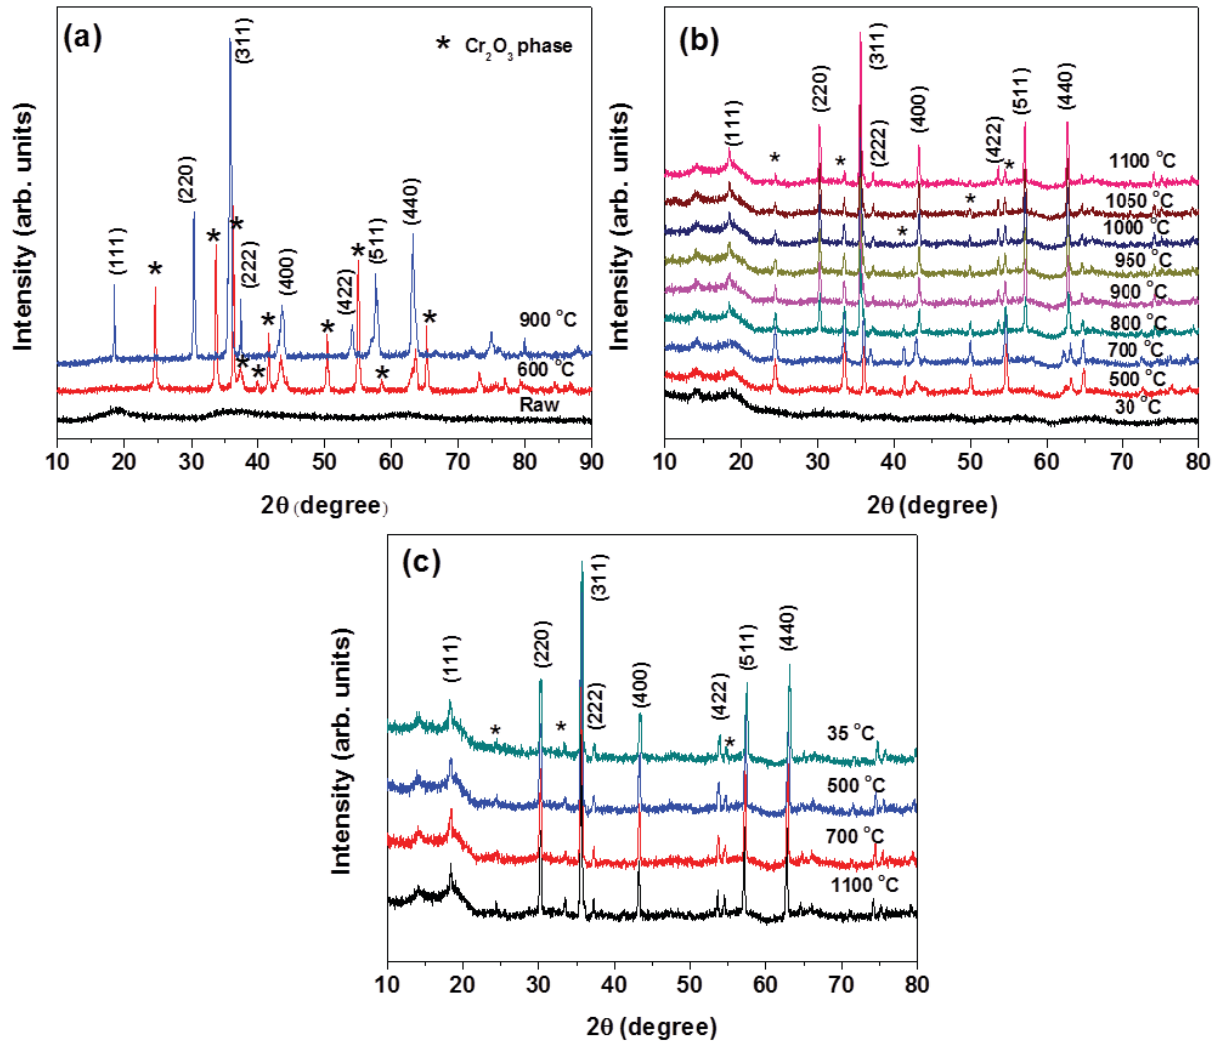 (a)
* Cr₂O₃ phase
(111)
*
(220)
*
(311)
*
(222)
*
(400)
*
*
*
(422)
*
(511)
*
(440)
*
900 °C
600 °C
Raw
10 20 30 40 50 60 70 80 90
2θ (degree)
Intensity (arb. units)
(b)
(111)
*
(220)
*
(311)
(222)
*
(400)
*
(422)
*
(511)
(440)
1100 °C
1050 °C
1000 °C
950 °C
900 °C
800 °C
700 °C
500 °C
30 °C
10 20 30 40 50 60 70 80
2θ (degree)
Intensity (arb. units)
(c)
(111)
*
(220)
*
(311)
(222)
(400)
(422)
*
(511)
(440)
35 °C
500 °C
700 °C
1100 °C
10 20 30 40 50 60 70 80
2θ (degree)
Intensity (arb. units)